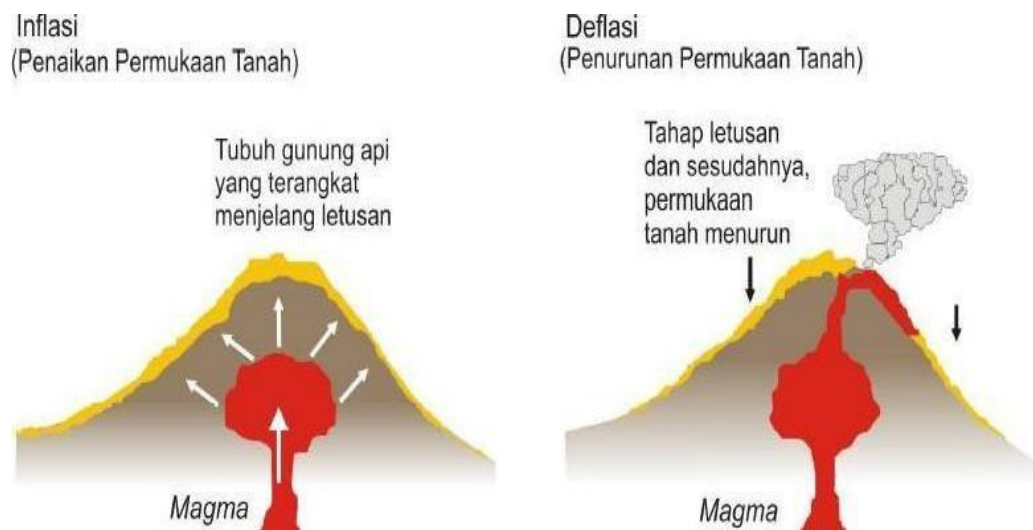 Inflasi
(Penaikan Permukaan Tanah)
Tubuh gunung api
yang terangkat
menjelang letusan
Magma
Deflasi
(Penurunan Permukaan Tanah)
Tahap letusan
dan sesudahnya,
permukaan
tanah menurun
Magma